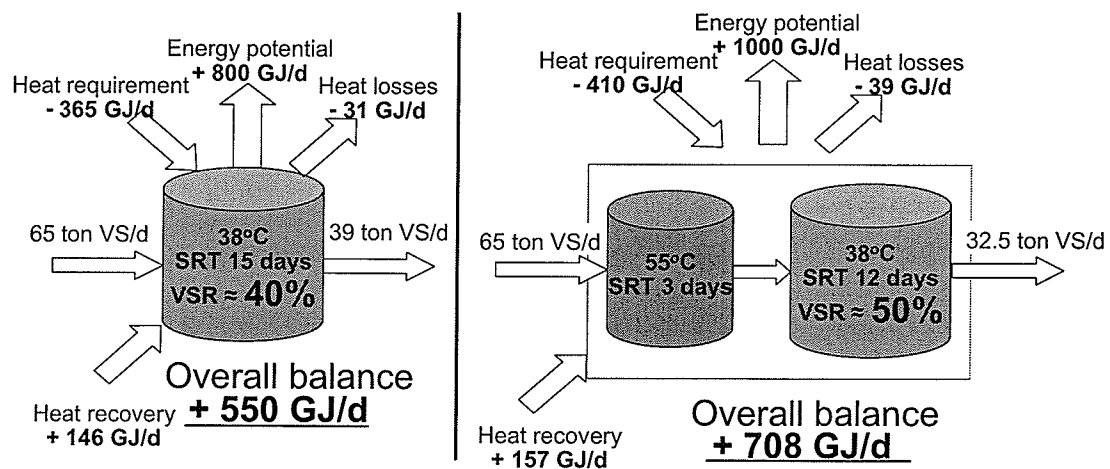 Energy potential
+ 800 GJ/d
Heat requirement
- 365 GJ/d
Heat losses
- 31 GJ/d
65 ton VS/d
38°C
SRT 15 days
VSR ≈ 40%
39 ton VS/d
Heat recovery
+ 146 GJ/d
Overall balance
+ 550 GJ/d
Energy potential
+ 1000 GJ/d
Heat requirement
- 410 GJ/d
Heat losses
- 39 GJ/d
65 ton VS/d
55°C
SRT 3 days
38°C
SRT 12 days
VSR ≈ 50%
32.5 ton VS/d
Heat recovery
+ 157 GJ/d
Overall balance
+ 708 GJ/d